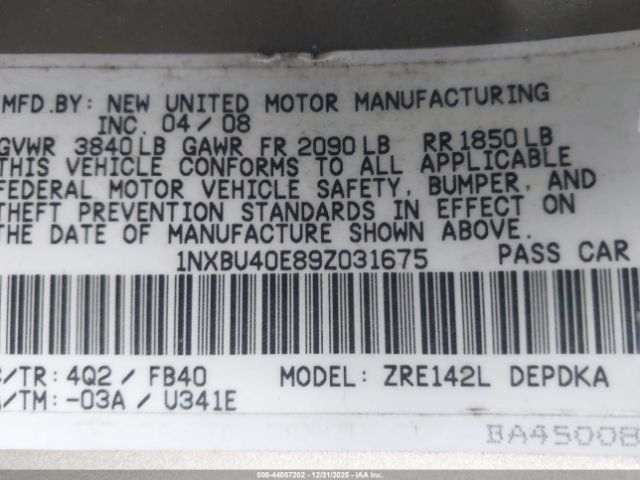 MFD.BY: NEW UNITED MOTOR MANUFACTURING
INC. 04/08
GVWR 3840LB GAWR FR 2090LB RR 1850LB
THIS VEHICLE CONFORMS TO ALL APPLICABLE
FEDERAL MOTOR VEHICLE SAFETY, BUMPER, AND
THEFT PREVENTION STANDARDS IN EFFECT ON
THE DATE OF MANUFACTURE SHOWN ABOVE.
1NXBU40E89Z031675 PASS CAR
/TR: 4Q2 / FB40 MODEL: ZRE142L DEPDKA
/TM: -03A / U341E
BA45008
000-44057202 - 12/31/2025 - IAAI.com